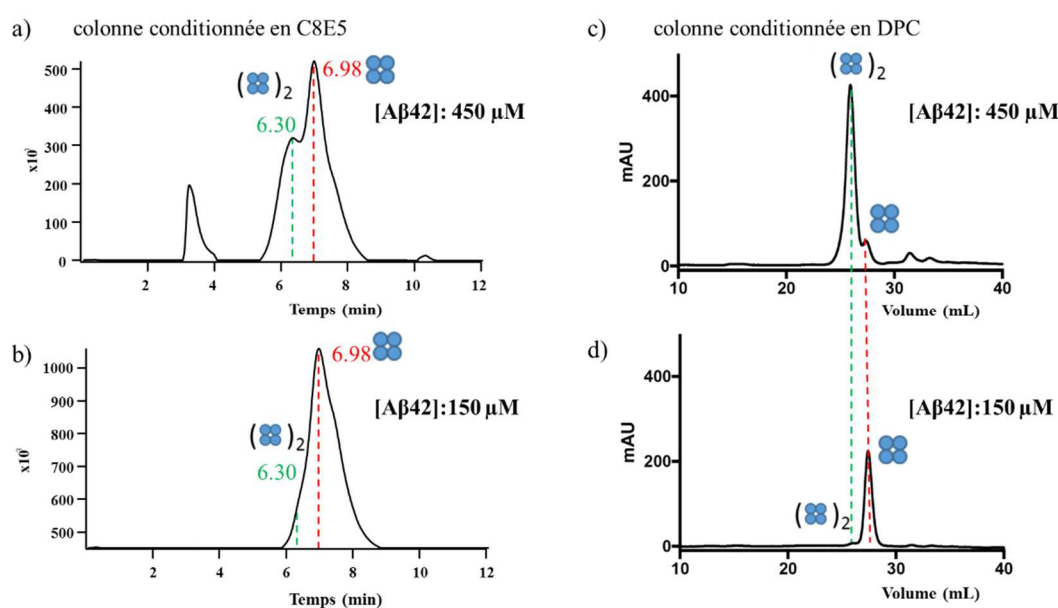 a) colonne conditionnée en C8E5
500
400
300
200
100
0
( )2
6.30
6.98
[Aβ42]: 450 µM
2 4 6 8 10 12
Temps (min)
b)
1000
900
800
700
600
500
( )2
6.30
6.98
[Aβ42]:150 µM
2 4 6 8 10 12
Temps (min)
c) colonne conditionnée en DPC
( )2
400
200
0
mAU
[Aβ42]: 450 µM
10 20 30 40
Volume (mL)
d)
400
200
0
mAU
[Aβ42]:150 µM
( )2
10 20 30 40
Volume (mL)